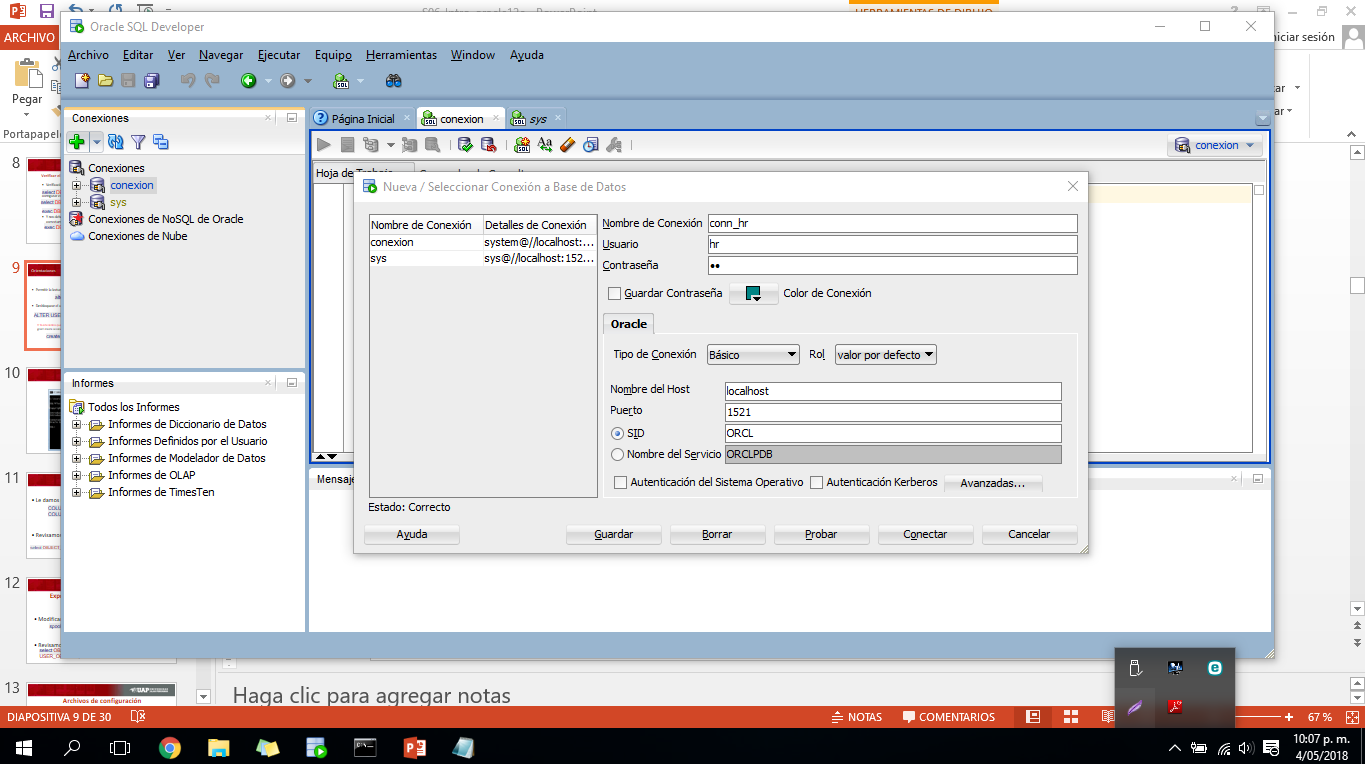 HERRAMIENTAS DE DIBUJO
ARCHIVO
iciar sesión
Pegar
Portapapele
Oracle SQL Developer
Archivo Editar Ver Navegar Ejecutar Equipo Herramientas Window Ayuda
Conexiones
Conexiones
conexion
sys
Conexiones de NoSQL de Oracle
Conexiones de Nube
Informes
Todos los Informes
Informes de Diccionario de Datos
Informes Definidos por el Usuario
Informes de Modelador de Datos
Informes de OLAP
Informes de TimesTen
Página Inicial conexion sys
conexion
Hoja de Trabajo
Mensaje
Nueva / Seleccionar Conexión a Base de Datos
Nombre de Conexión Detalles de Conexión
conexion system@//localhost:...
sys sys@//localhost:152...
Nombre de Conexión conn_hr
Usuario hr
Contraseña ••
Guardar Contraseña Color de Conexión
Oracle
Tipo de Conexión Básico Rol valor por defecto
Nombre del Host localhost
Puerto 1521
SID ORCL
Nombre del Servicio ORCLPDB
Autenticación del Sistema Operativo Autenticación Kerberos Avanzadas...
Estado: Correcto
Ayuda Guardar Borrar Probar Conectar Cancelar
8
9
10
11
12
13
Archivos de configuración
Haga clic para agregar notas
DIAPOSITIVA 9 DE 30 NOTAS COMENTARIOS 67 %
10:07 p. m.
4/05/2018